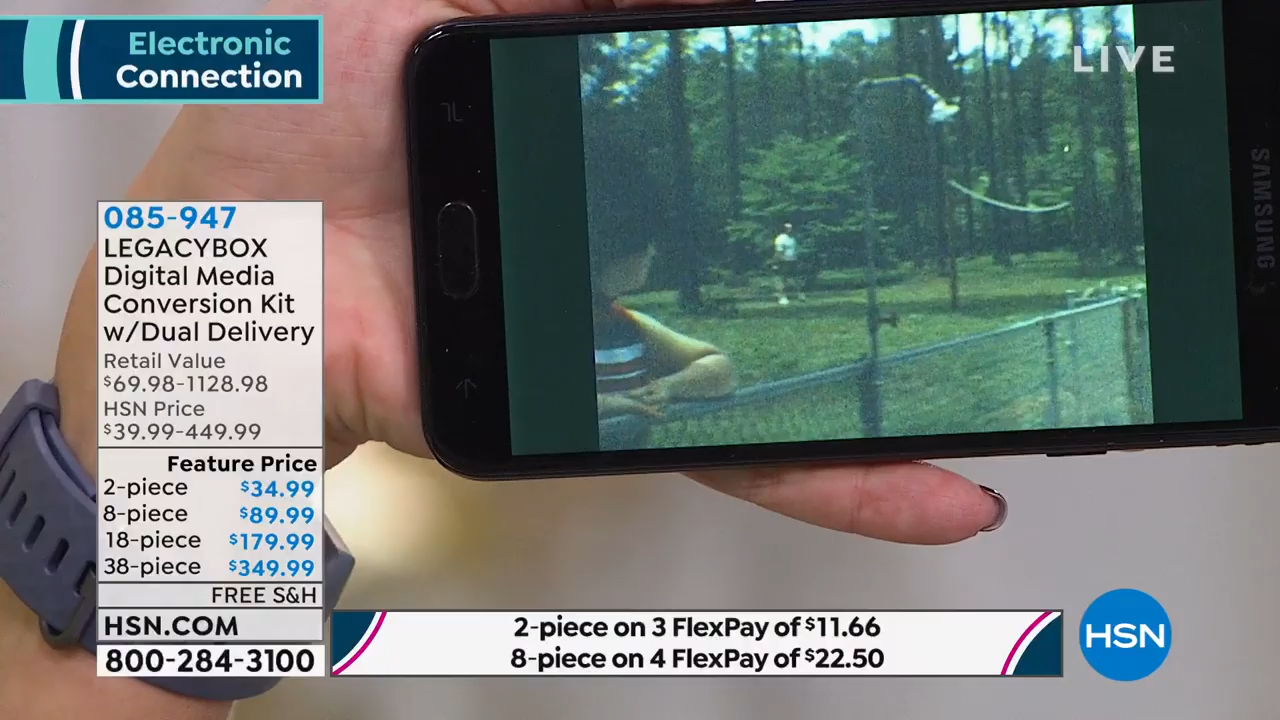 Electronic
Connection
LIVE
SAMSUNG
085-947
LEGACYBOX
Digital Media
Conversion Kit
w/Dual Delivery
Retail Value
$69.98-1128.98
HSN Price
$39.99-449.99
Feature Price
2-piece $34.99
8-piece $89.99
18-piece $179.99
38-piece $349.99
FREE S&H
HSN.COM
800-284-3100
2-piece on 3 FlexPay of $11.66
8-piece on 4 FlexPay of $22.50
HSN